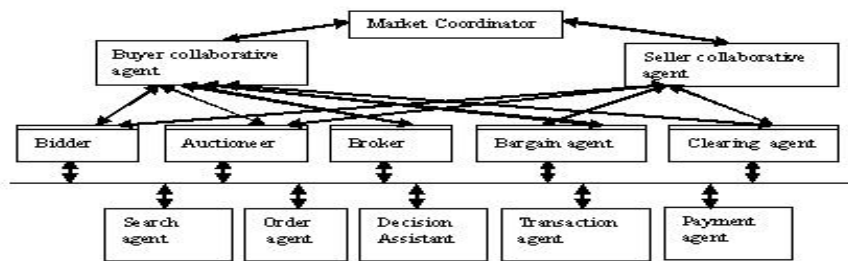 Market Coordinator
Buyer collaborative
agent
Seller collaborative
agent
Bidder
Auctioneer
Broker
Bargain agent
Clearing agent
Search
agent
Order
agent
Decision
Assistant
Transaction
agent
Payment
agent